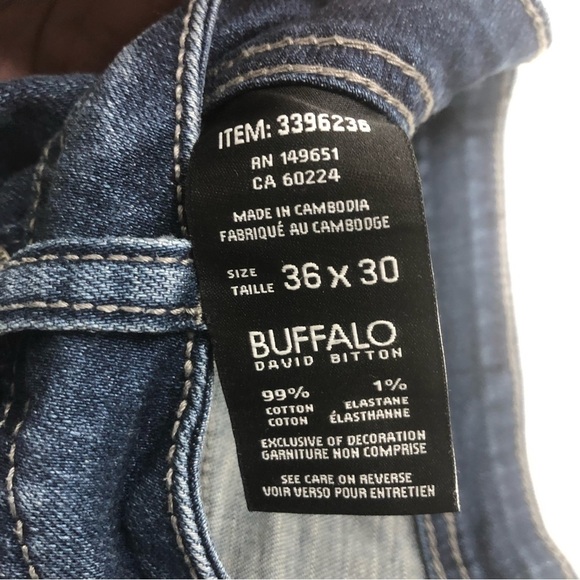 ITEM: 3396236
RN 149651
CA 60224
MADE IN CAMBODIA
FABRIQUÉ AU CAMBODGE
SIZE
TAILLE 36 X 30
BUFFALO
DAVID BITTON
99% 1%
COTTON ELASTANE
COTON ÉLASTHANNE
EXCLUSIVE OF DECORATION
GARNITURE NON COMPRISE
SEE CARE ON REVERSE
VOIR VERSO POUR ENTRETIEN